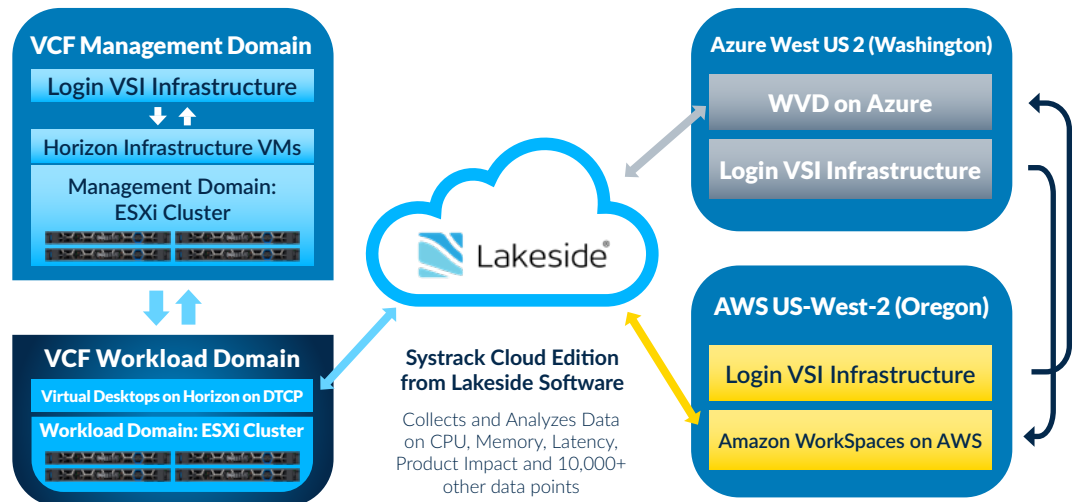 VCF Management Domain
Login VSI Infrastructure
Horizon Infrastructure VMs
Management Domain:
ESXi Cluster
VCF Workload Domain
Virtual Desktops on Horizon on DTCP
Workload Domain: ESXi Cluster
Lakeside®
Systrack Cloud Edition
from Lakeside Software
Collects and Analyzes Data
on CPU, Memory, Latency,
Product Impact and 10,000+
other data points
Azure West US 2 (Washington)
WVD on Azure
Login VSI Infrastructure
AWS US-West-2 (Oregon)
Login VSI Infrastructure
Amazon WorkSpaces on AWS